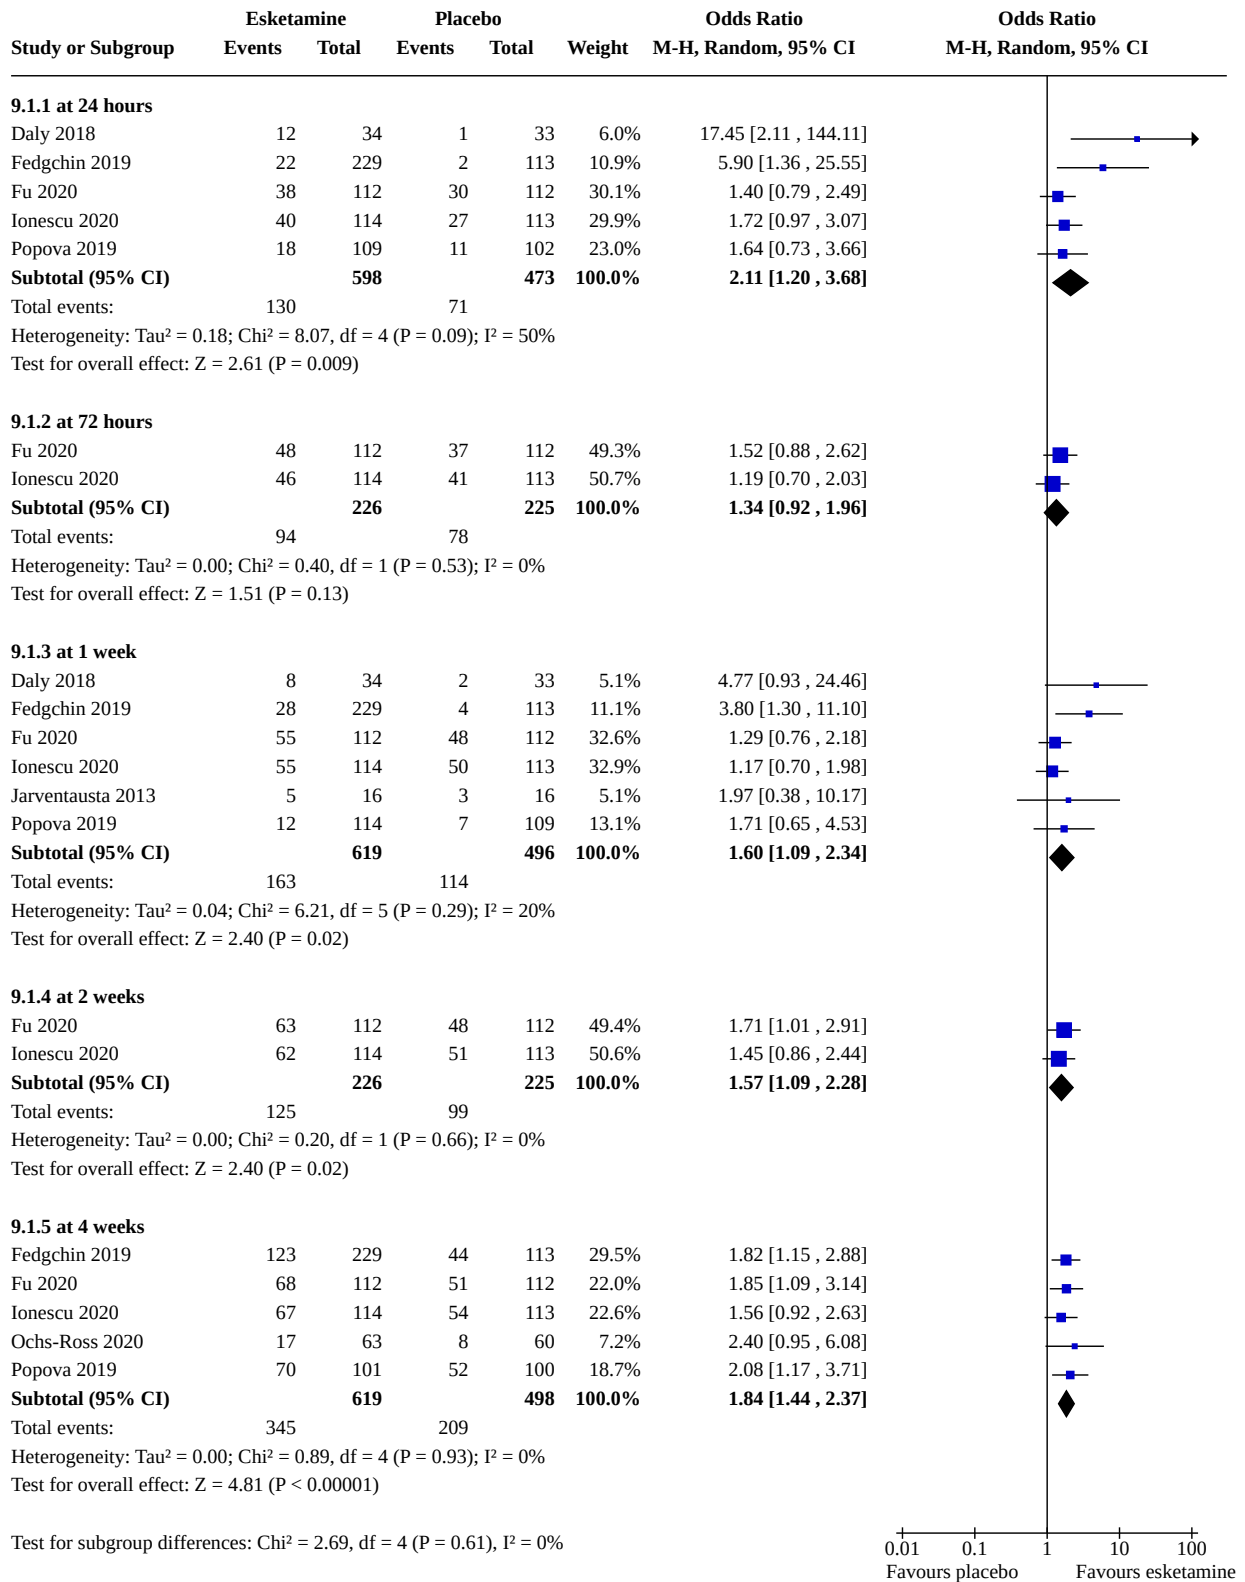 Esketamine Placebo Odds Ratio Odds Ratio
Study or Subgroup Events Total Events Total Weight M-H, Random, 95% CI M-H, Random, 95% CI
9.1.1 at 24 hours
Daly 2018 12 34 1 33 6.0% 17.45 [2.11 , 144.11]
Fedgchin 2019 22 229 2 113 10.9% 5.90 [1.36 , 25.55]
Fu 2020 38 112 30 112 30.1% 1.40 [0.79 , 2.49]
Ionescu 2020 40 114 27 113 29.9% 1.72 [0.97 , 3.07]
Popova 2019 18 109 11 102 23.0% 1.64 [0.73 , 3.66]
Subtotal (95% CI) 598 473 100.0% 2.11 [1.20 , 3.68]
Total events: 130 71
Heterogeneity: Tau² = 0.18; Chi² = 8.07, df = 4 (P = 0.09); I² = 50%
Test for overall effect: Z = 2.61 (P = 0.009)
9.1.2 at 72 hours
Fu 2020 48 112 37 112 49.3% 1.52 [0.88 , 2.62]
Ionescu 2020 46 114 41 113 50.7% 1.19 [0.70 , 2.03]
Subtotal (95% CI) 226 225 100.0% 1.34 [0.92 , 1.96]
Total events: 94 78
Heterogeneity: Tau² = 0.00; Chi² = 0.40, df = 1 (P = 0.53); I² = 0%
Test for overall effect: Z = 1.51 (P = 0.13)
9.1.3 at 1 week
Daly 2018 8 34 2 33 5.1% 4.77 [0.93 , 24.46]
Fedgchin 2019 28 229 4 113 11.1% 3.80 [1.30 , 11.10]
Fu 2020 55 112 48 112 32.6% 1.29 [0.76 , 2.18]
Ionescu 2020 55 114 50 113 32.9% 1.17 [0.70 , 1.98]
Jarventausta 2013 5 16 3 16 5.1% 1.97 [0.38 , 10.17]
Popova 2019 12 114 7 109 13.1% 1.71 [0.65 , 4.53]
Subtotal (95% CI) 619 496 100.0% 1.60 [1.09 , 2.34]
Total events: 163 114
Heterogeneity: Tau² = 0.04; Chi² = 6.21, df = 5 (P = 0.29); I² = 20%
Test for overall effect: Z = 2.40 (P = 0.02)
9.1.4 at 2 weeks
Fu 2020 63 112 48 112 49.4% 1.71 [1.01 , 2.91]
Ionescu 2020 62 114 51 113 50.6% 1.45 [0.86 , 2.44]
Subtotal (95% CI) 226 225 100.0% 1.57 [1.09 , 2.28]
Total events: 125 99
Heterogeneity: Tau² = 0.00; Chi² = 0.20, df = 1 (P = 0.66); I² = 0%
Test for overall effect: Z = 2.40 (P = 0.02)
9.1.5 at 4 weeks
Fedgchin 2019 123 229 44 113 29.5% 1.82 [1.15 , 2.88]
Fu 2020 68 112 51 112 22.0% 1.85 [1.09 , 3.14]
Ionescu 2020 67 114 54 113 22.6% 1.56 [0.92 , 2.63]
Ochs-Ross 2020 17 63 8 60 7.2% 2.40 [0.95 , 6.08]
Popova 2019 70 101 52 100 18.7% 2.08 [1.17 , 3.71]
Subtotal (95% CI) 619 498 100.0% 1.84 [1.44 , 2.37]
Total events: 345 209
Heterogeneity: Tau² = 0.00; Chi² = 0.89, df = 4 (P = 0.93); I² = 0%
Test for overall effect: Z = 4.81 (P < 0.00001)
Test for subgroup differences: Chi² = 2.69, df = 4 (P = 0.61), I² = 0%
0.01 0.1 1 10 100
Favours placebo Favours esketamine